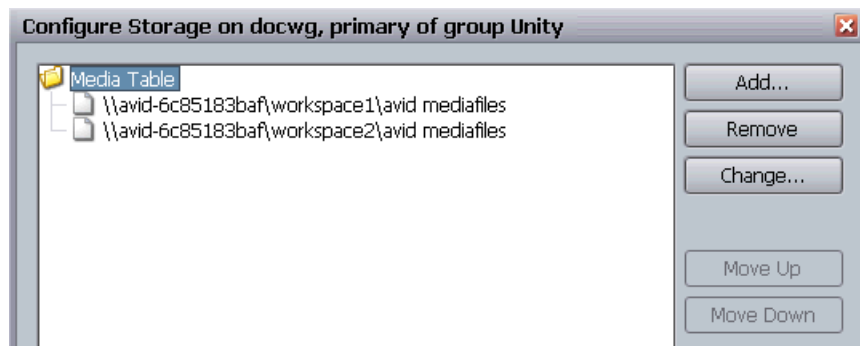 Configure Storage on docwg, primary of group Unity
Media Table
\\avid-6c85183baf\workspace1\avid mediafiles
\\avid-6c85183baf\workspace2\avid mediafiles
Add...
Remove
Change...
Move Up
Move Down